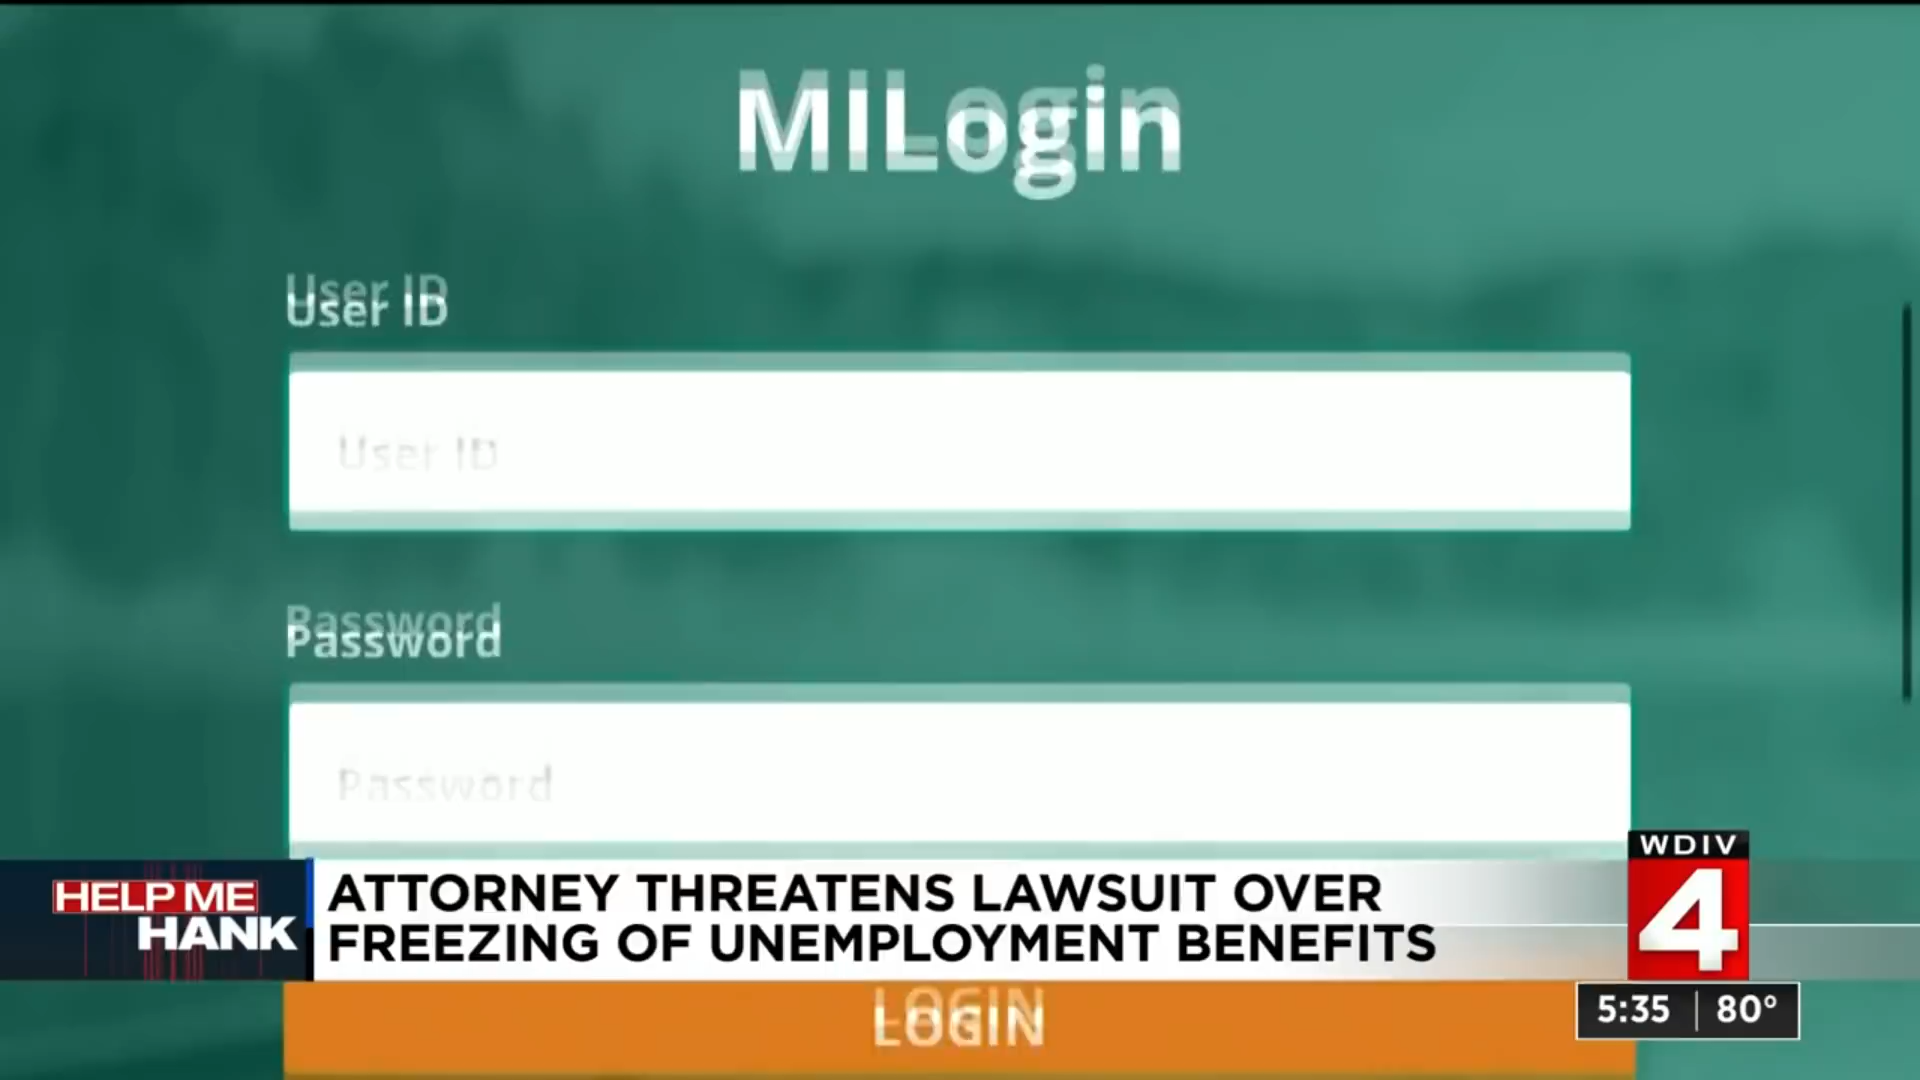 MILogin
User ID
User ID
Password
Password
HELP ME
HANK
ATTORNEY THREATENS LAWSUIT OVER
FREEZING OF UNEMPLOYMENT BENEFITS
WDIV
4
LOGIN
5:35 80°